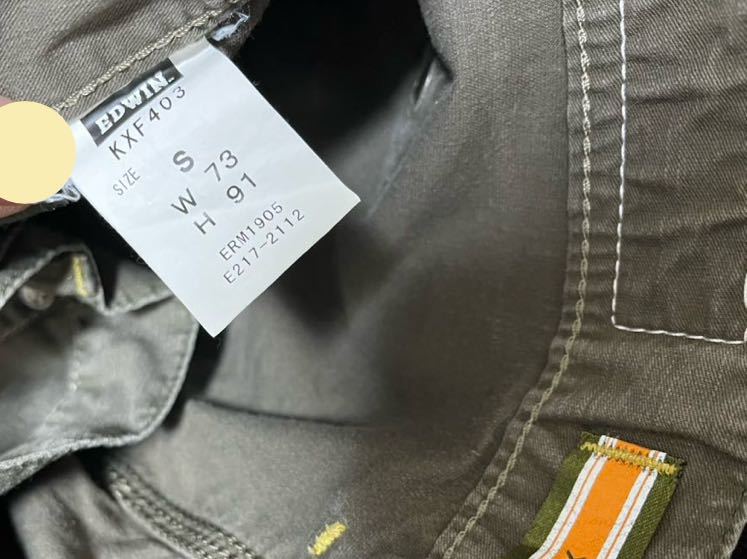 EDWIN
KXF403
SIZE S
W 73
H 91
ERM1905
E217-2112